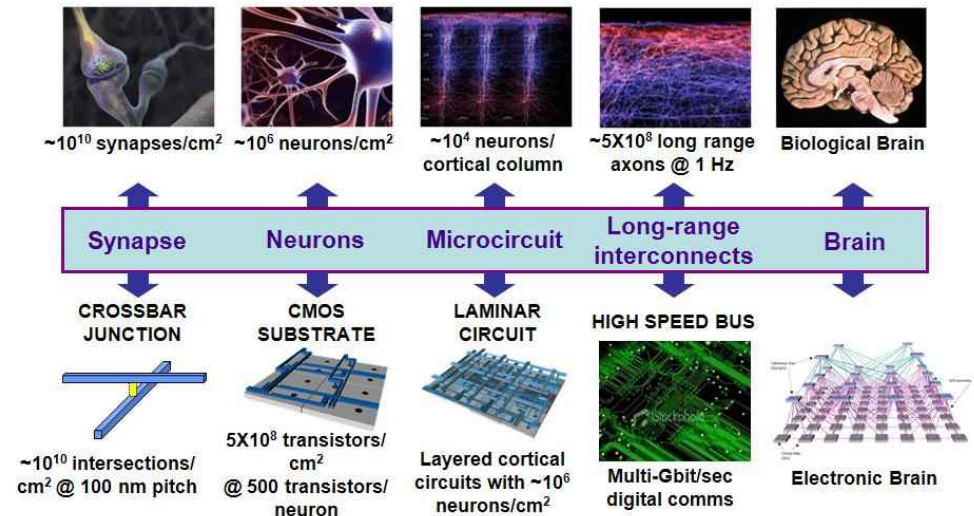 ~10¹⁰ synapses/cm²
~10⁶ neurons/cm²
~10⁴ neurons/
cortical column
~5X10⁸ long range
axons @ 1 Hz
Biological Brain
Synapse
Neurons
Microcircuit
Long-range
interconnects
Brain
CROSSBAR
JUNCTION
~10¹⁰ intersections/
cm² @ 100 nm pitch
CMOS
SUBSTRATE
5X10⁸ transistors/
cm²
@ 500 transistors/
neuron
LAMINAR
CIRCUIT
Layered cortical
circuits with ~10⁶
neurons/cm²
HIGH SPEED BUS
iStockphoto
Multi-Gbit/sec
digital comms
Electronic Brain